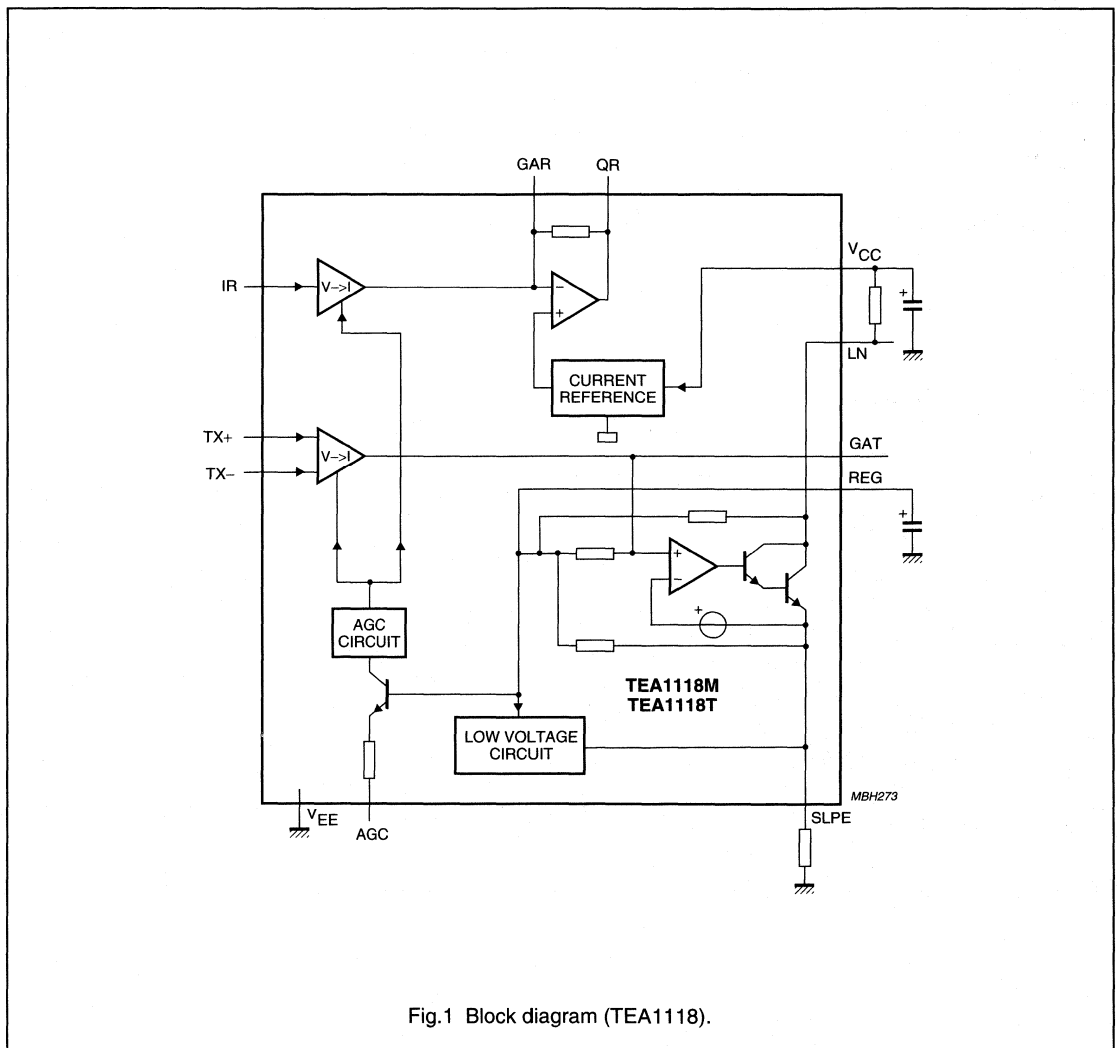 GAR QR
VCC
IR
V–>I
−
+
+
LN
CURRENT
REFERENCE
TX+
TX−
V–>I
GAT
REG
+
+
−
+
AGC
CIRCUIT
TEA1118M
TEA1118T
LOW VOLTAGE
CIRCUIT
MBH273
VEE
AGC
SLPE
Fig.1 Block diagram (TEA1118).